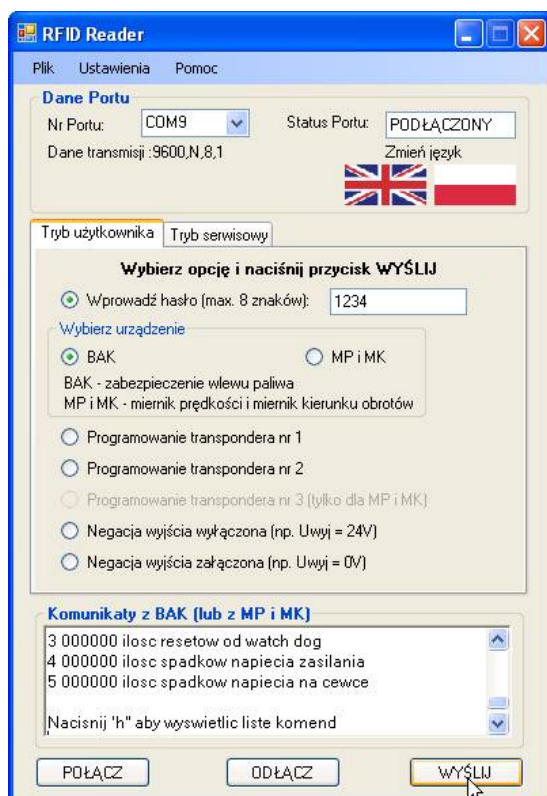 RFID Reader
Plik Ustawienia Pomoc
Dane Portu
Nr Portu: COM9 Status Portu: PODŁĄCZONY
Dane transmisji :9600,N,8,1 Zmień język
Tryb użytkownika Tryb serwisowy
Wybierz opcję i naciśnij przycisk WYŚLIJ
Wprowadź hasło (max. 8 znaków): 1234
Wybierz urządzenie
BAK MP i MK
BAK - zabezpieczenie wlewu paliwa
MP i MK - miernik prędkości i miernik kierunku obrotów
Programowanie transpondera nr 1
Programowanie transpondera nr 2
Programowanie transpondera nr 3 (tylko dla MP i MK)
Negacja wyjścia wyłączona (np. Uwyj = 24V)
Negacja wyjścia załączona (np. Uwyj = 0V)
Komunikaty z BAK (lub z MP i MK)
3 000000 ilosc resetow od watch dog
4 000000 ilosc spadkow napiecia zasilania
5 000000 ilosc spadkow napiecia na cewce
Nacisnij 'h" aby wyswietlic liste komend
POŁĄCZ ODŁĄCZ WYŚLIJ